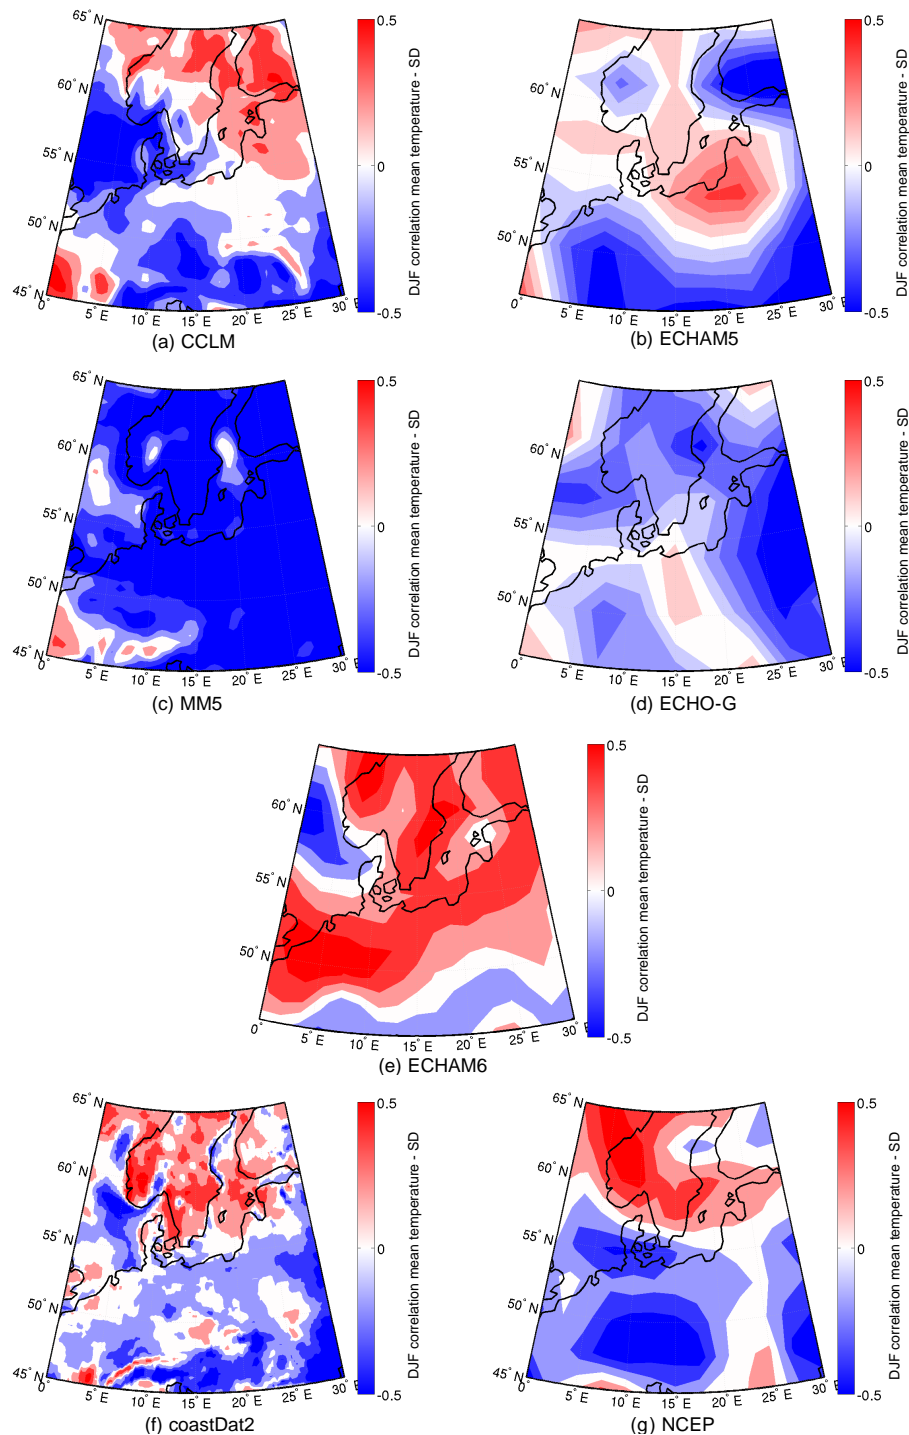 65° N
60° N
55° N
50° N
45° N
0°
5° E
10° E
15° E
20° E
25° E
30° E
0.5
0
-0.5
DJF correlation mean temperature - SD
(a) CCLM
65° N
60° N
55° N
50° N
45° N
0°
5° E
10° E
15° E
20° E
25° E
30° E
0.5
0
-0.5
DJF correlation mean temperature - SD
(b) ECHAM5
65° N
60° N
55° N
50° N
45° N
0°
5° E
10° E
15° E
20° E
25° E
30° E
0.5
0
-0.5
DJF correlation mean temperature - SD
(c) MM5
65° N
60° N
55° N
50° N
45° N
0°
5° E
10° E
15° E
20° E
25° E
30° E
0.5
0
-0.5
DJF correlation mean temperature - SD
(d) ECHO-G
65° N
60° N
55° N
50° N
0°
5° E
10° E
15° E
20° E
25° E
30° E
0.5
0
-0.5
DJF correlation mean temperature - SD
(e) ECHAM6
65° N
60° N
55° N
50° N
45° N
0°
5° E
10° E
15° E
20° E
25° E
30° E
0.5
0
-0.5
DJF correlation mean temperature - SD
(f) coastDat2
65° N
60° N
55° N
50° N
45° N
0°
5° E
10° E
15° E
20° E
25° E
30° E
0.5
0
-0.5
DJF correlation mean temperature - SD
(g) NCEP